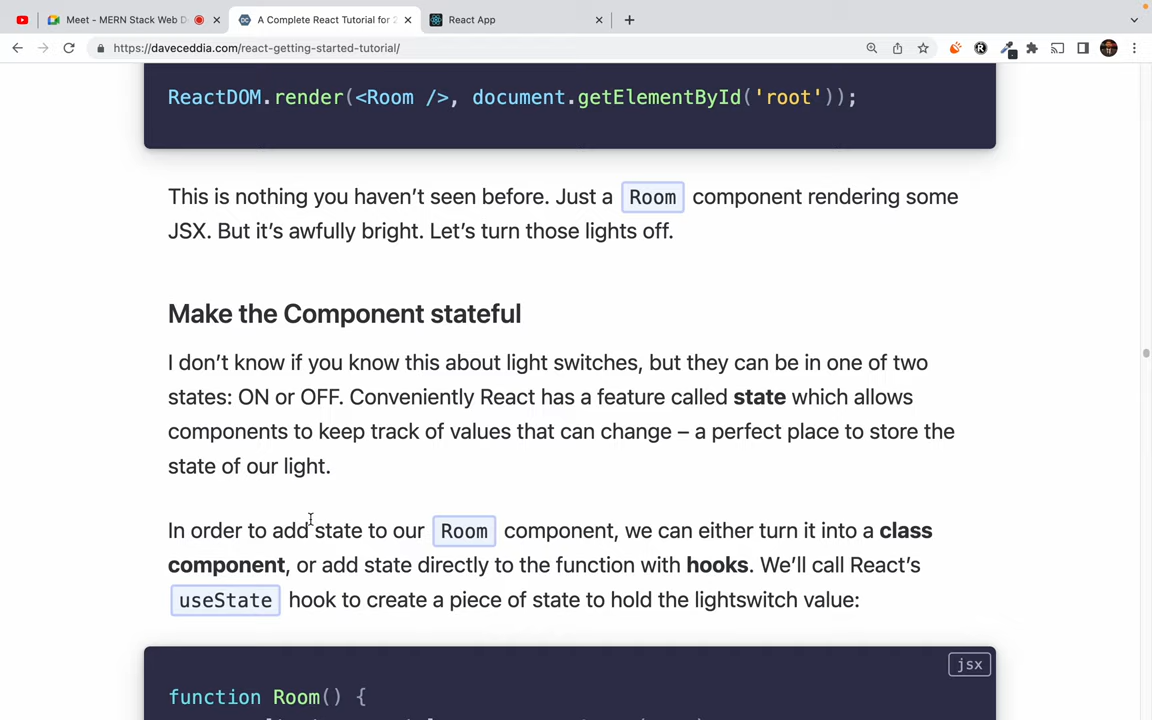 Meet - MERN Stack Web D
A Complete React Tutorial for 2
React App
https://daveceddia.com/react-getting-started-tutorial/
ReactDOM.render(<Room />, document.getElementById('root'));
This is nothing you haven't seen before. Just a Room component rendering some
JSX. But it's awfully bright. Let's turn those lights off.
Make the Component stateful
I don't know if you know this about light switches, but they can be in one of two
states: ON or OFF. Conveniently React has a feature called state which allows
components to keep track of values that can change – a perfect place to store the
state of our light.
In order to add state to our Room component, we can either turn it into a class
component, or add state directly to the function with hooks. We'll call React's
useState hook to create a piece of state to hold the lightswitch value:
jsx
function Room() {